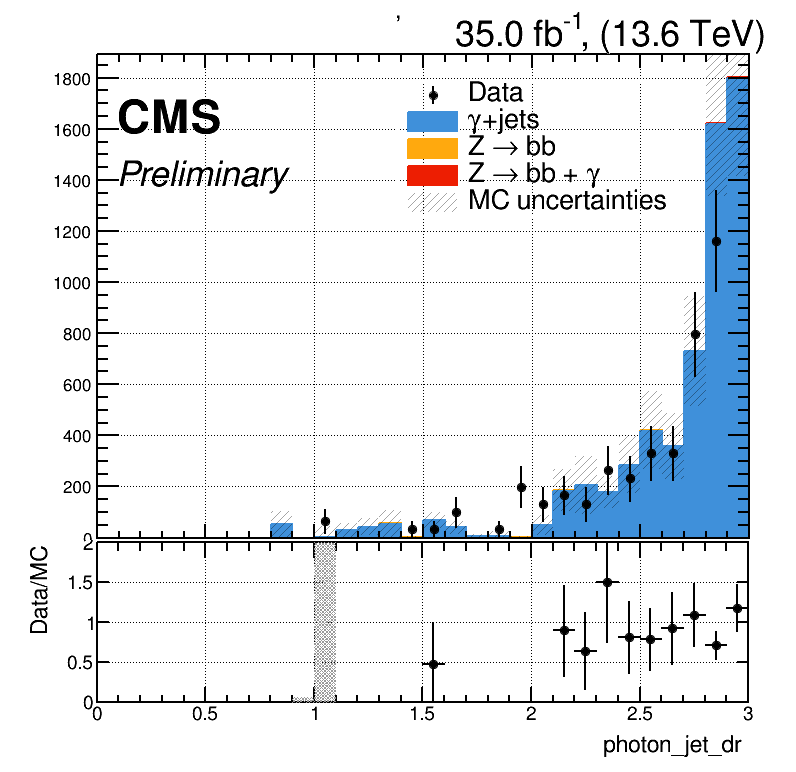 ,
35.0 fb-1, (13.6 TeV)
1800
1600
1400
1200
1000
800
600
400
200
0
CMS
Preliminary
Data
γ+jets
Z → bb
Z → bb + γ
MC uncertainties
Data/MC
2
1.5
1
0.5
0
0 0.5 1 1.5 2 2.5 3
photon_jet_dr